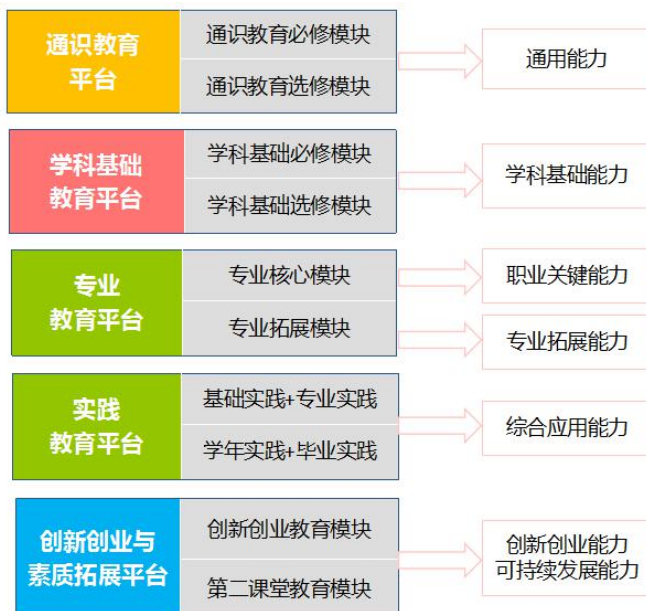 通识教育
平台
通识教育必修模块
通识教育选修模块
通用能力
学科基础
教育平台
学科基础必修模块
学科基础选修模块
学科基础能力
专业
教育平台
专业核心模块
专业拓展模块
职业关键能力
专业拓展能力
实践
教育平台
基础实践+专业实践
学年实践+毕业实践
综合应用能力
创新创业与
素质拓展平台
创新创业教育模块
第二课堂教育模块
创新创业能力
可持续发展能力